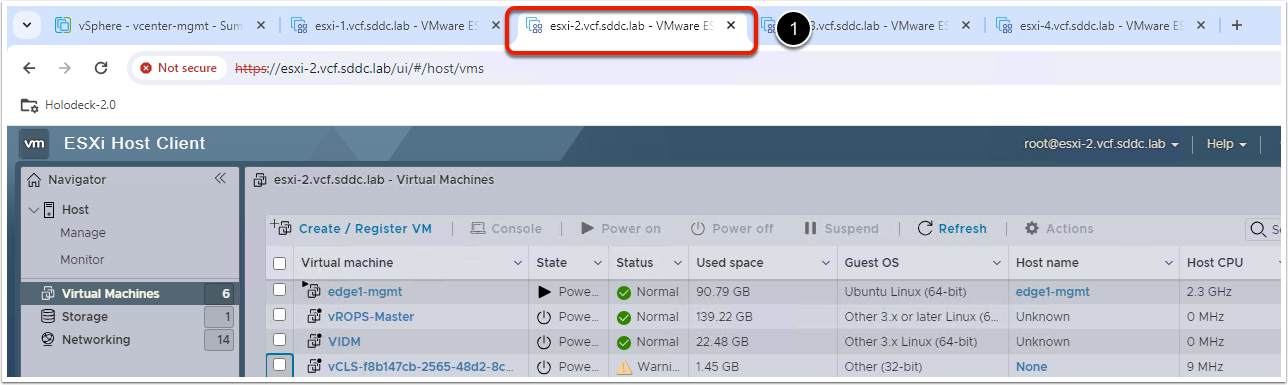 vSphere - vcenter-mgmt - Sum
esxi-1.vcf.sddc.lab - VMware ES
esxi-2.vcf.sddc.lab - VMware ES
1
3.vcf.sddc.lab - VMware ES
esxi-4.vcf.sddc.lab - VMware ES
Not secure
https://esxi-2.vcf.sddc.lab/ui/#/host/vms
Holodeck-2.0
vm ESXi Host Client
root@esxi-2.vcf.sddc.lab
Help
Navigator
Host
Manage
Monitor
Virtual Machines 6
Storage 1
Networking 14
esxi-2.vcf.sddc.lab - Virtual Machines
Create / Register VM Console Power on Power off Suspend Refresh Actions
Virtual machine State Status Used space Guest OS Host name Host CPU
edge1-mgmt Powe... Normal 90.79 GB Ubuntu Linux (64-bit) edge1-mgmt 2.3 GHz
vROPS-Master Powe... Normal 139.22 GB Other 3.x or later Linux (6... Unknown 0 MHz
VIDM Powe... Normal 22.48 GB Other 3.x Linux (64-bit) Unknown 0 MHz
vCLS-f8b147cb-2565-48d2-8c... Powe... Warni... 1.45 GB Other (32-bit) None 9 MHz